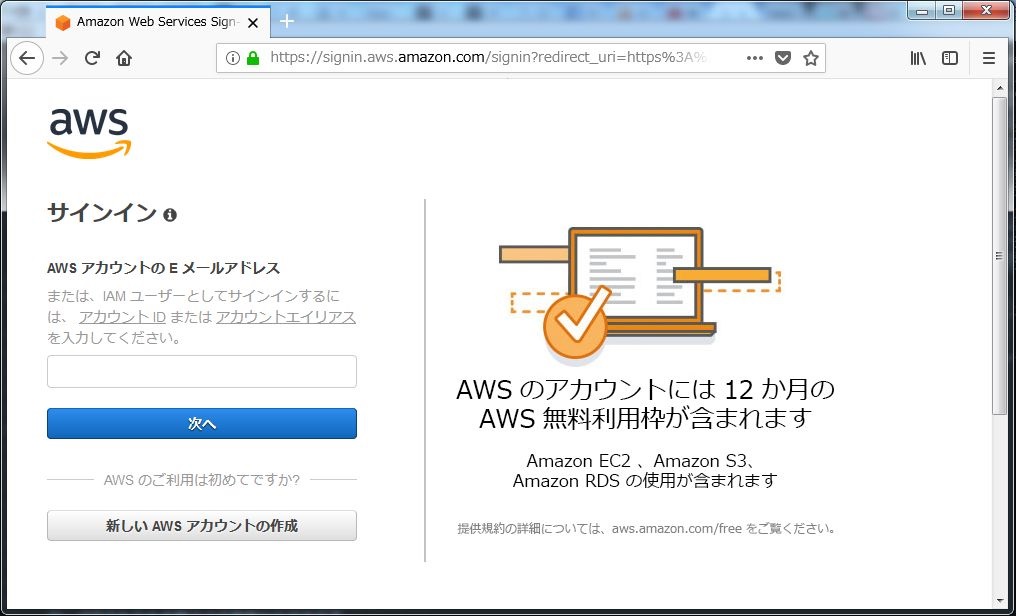 Amazon Web Services Sign-
https://signin.aws.amazon.com/signin?redirect_uri=https%3A%
aws
サインイン
AWS アカウントの E メールアドレス
または、IAM ユーザーとしてサインインするに
は、 アカウント ID または アカウントエイリアス
を入力してください。
次へ
AWS のご利用は初めてですか?
新しい AWS アカウントの作成
AWS のアカウントには 12 か月の
AWS 無料利用枠が含まれます
Amazon EC2 、Amazon S3、
Amazon RDS の使用が含まれます
提供規約の詳細については、aws.amazon.com/free をご覧ください。